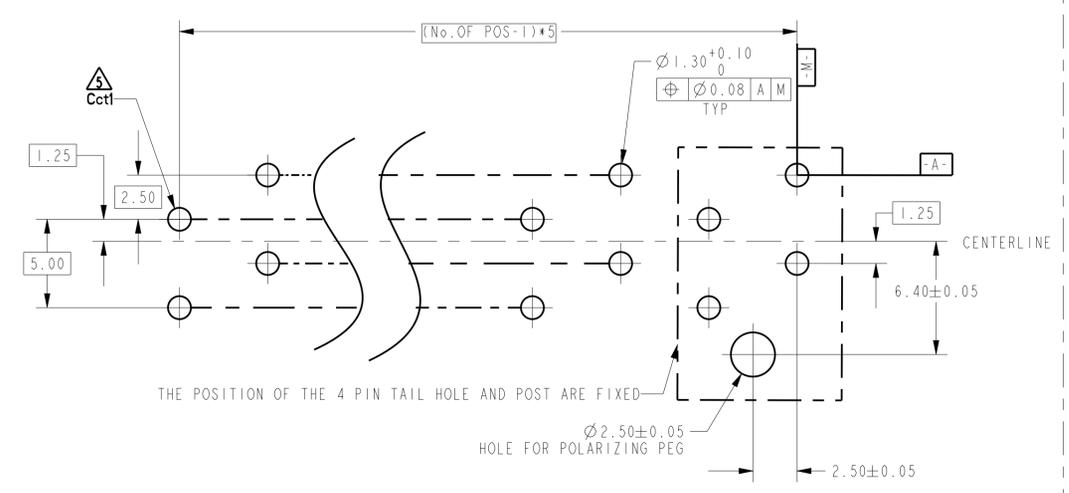 (No.OF POS-1)*5
Ø1.30 +0.10
0
⌖ Ø0.08 A M
TYP
-M-
5
Cct1
1.25
2.50
5.00
-A-
1.25
CENTERLINE
6.40±0.05
THE POSITION OF THE 4 PIN TAIL HOLE AND POST ARE FIXED
Ø2.50±0.05
HOLE FOR POLARIZING PEG
2.50±0.05